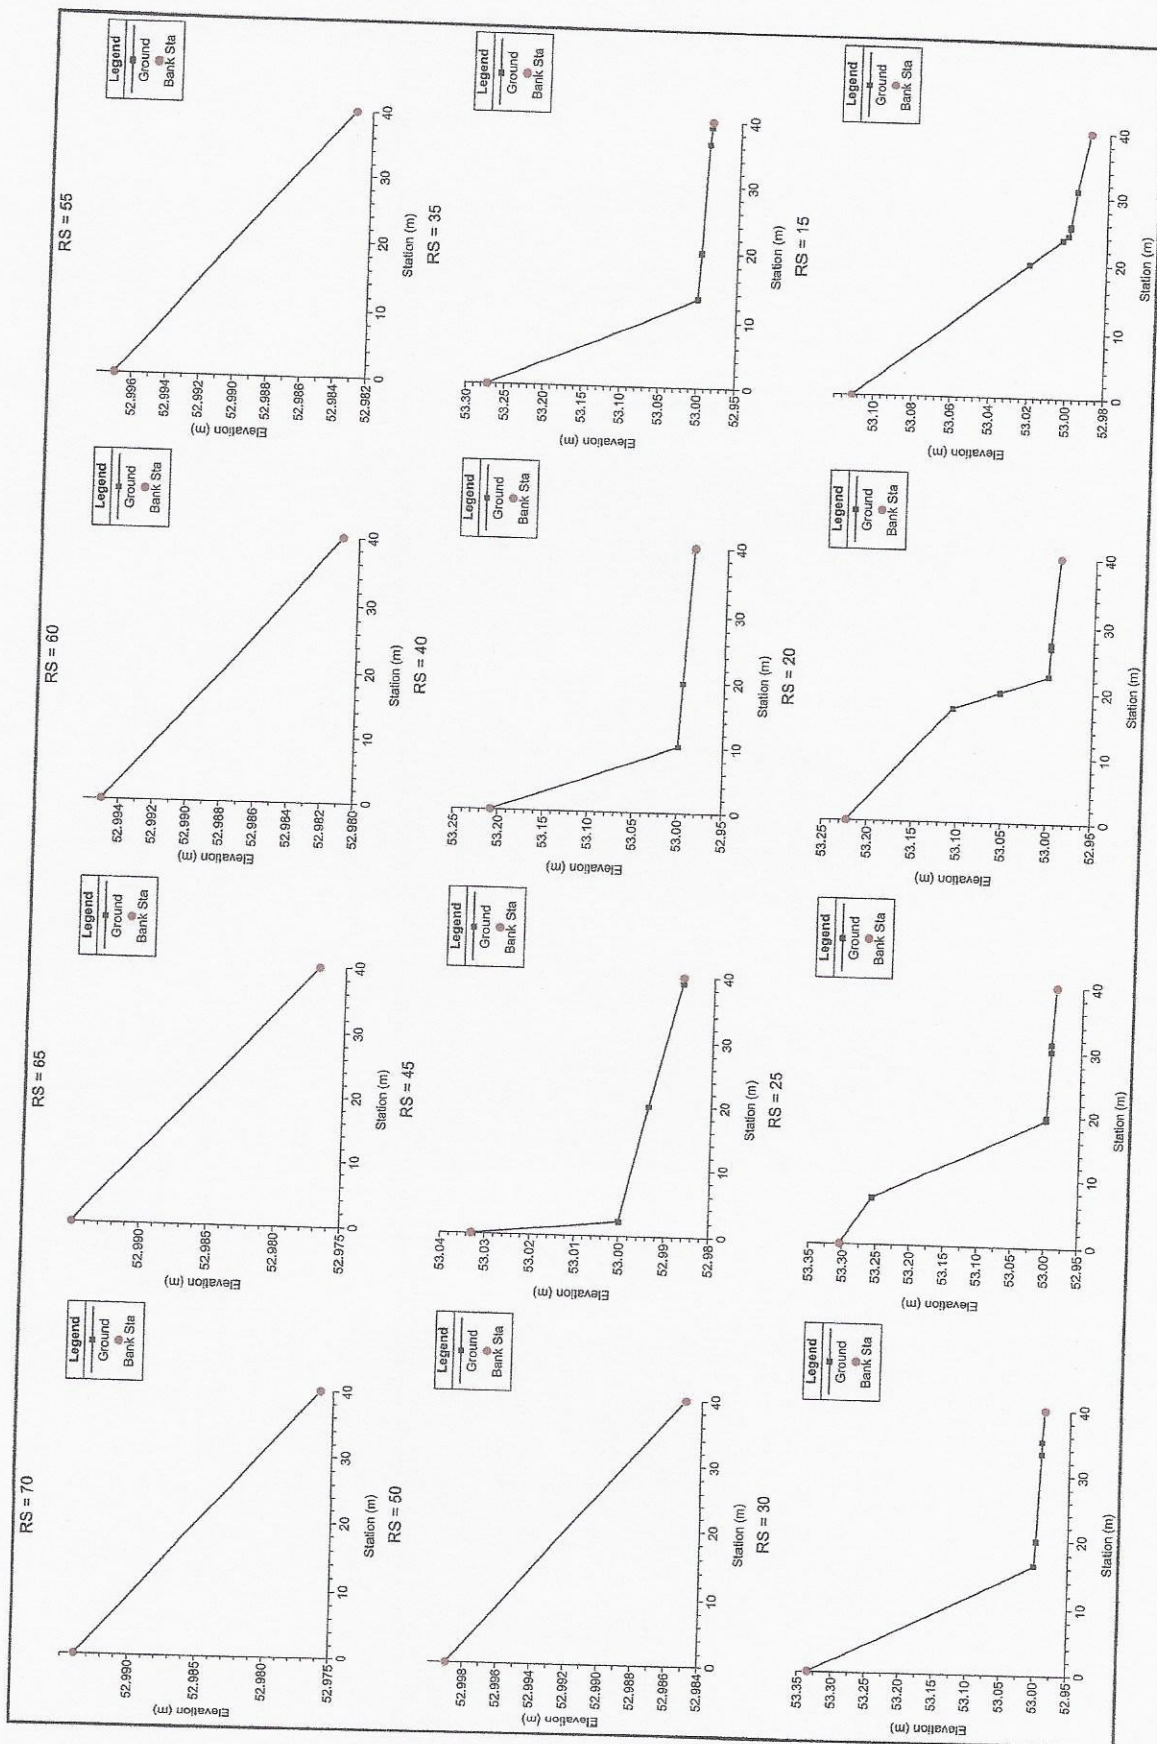 RS = 70
Legend
Ground
Bank Sta
Elevation (m)
52.990
52.985
52.980
52.975
0 10 20 30 40
Station (m)
RS = 65
Legend
Ground
Bank Sta
Elevation (m)
52.990
52.985
52.980
52.975
0 10 20 30 40
Station (m)
RS = 60
Legend
Ground
Bank Sta
Elevation (m)
52.994
52.992
52.990
52.988
52.986
52.984
52.982
52.980
0 10 20 30 40
Station (m)
RS = 55
Legend
Ground
Bank Sta
Elevation (m)
52.996
52.994
52.992
52.990
52.988
52.986
52.984
52.982
0 10 20 30 40
Station (m)
RS = 50
Legend
Ground
Bank Sta
Elevation (m)
52.998
52.996
52.994
52.992
52.990
52.988
52.986
52.984
0 10 20 30 40
Station (m)
RS = 45
Legend
Ground
Bank Sta
Elevation (m)
53.04
53.03
53.02
53.01
53.00
52.99
52.98
0 10 20 30 40
Station (m)
RS = 40
Legend
Ground
Bank Sta
Elevation (m)
53.25
53.20
53.15
53.10
53.05
53.00
52.95
0 10 20 30 40
Station (m)
RS = 35
Legend
Ground
Bank Sta
Elevation (m)
53.30
53.25
53.20
53.15
53.10
53.05
53.00
52.95
0 10 20 30 40
Station (m)
RS = 30
Legend
Ground
Bank Sta
Elevation (m)
53.35
53.30
53.25
53.20
53.15
53.10
53.05
53.00
52.95
0 10 20 30 40
Station (m)
RS = 25
Legend
Ground
Bank Sta
Elevation (m)
53.35
53.30
53.25
53.20
53.15
53.10
53.05
53.00
52.95
0 10 20 30 40
Station (m)
RS = 20
Legend
Ground
Bank Sta
Elevation (m)
53.25
53.20
53.15
53.10
53.05
53.00
52.95
0 10 20 30 40
Station (m)
RS = 15
Legend
Ground
Bank Sta
Elevation (m)
53.10
53.08
53.06
53.04
53.02
53.00
52.98
0 10 20 30 40
Station (m)